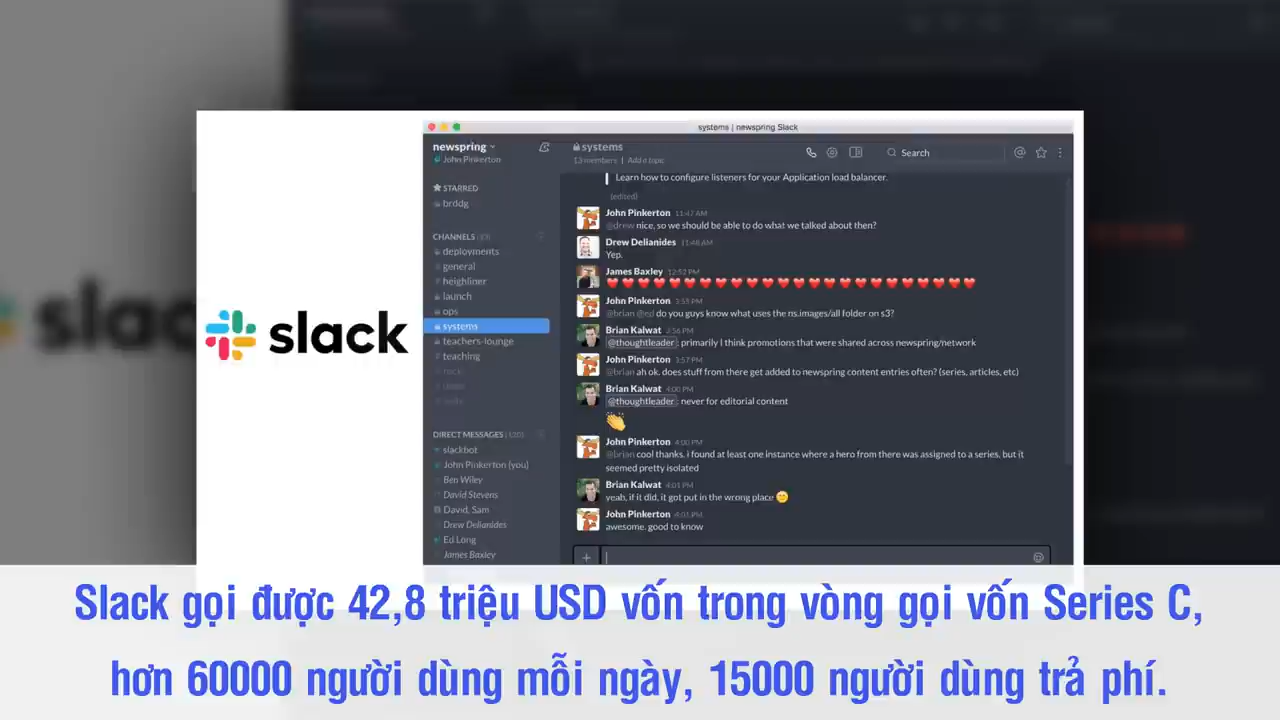 slack
systems | newspring Slack
newspring
John Pinkerton
systems
13 members | Add a topic
Search
STARRED
brddg
CHANNELS
deployments
general
heighliner
launch
ops
systems
teachers-lounge
teaching
DIRECT MESSAGES
slackbot
John Pinkerton (you)
Ben Wiley
David Stevens
David, Sam
Drew Delianides
Ed Long
James Baxley
Learn how to configure listeners for your Application load balancer.
(edited)
John Pinkerton 11:47 AM
@drew nice, so we should be able to do what we talked about then?
Drew Delianides 11:48 AM
Yep.
James Baxley 12:52 PM
John Pinkerton 3:55 PM
@brian @ed do you guys know what uses the ns.images/all folder on s3?
Brian Kalwat 3:56 PM
@thoughtleader: primarily I think promotions that were shared across newspring/network
John Pinkerton 3:57 PM
@brian ah ok. does stuff from there get added to newspring content entries often? (series, articles, etc)
Brian Kalwat 4:00 PM
@thoughtleader: never for editorial content
John Pinkerton 4:00 PM
@brian cool thanks. i found at least one instance where a hero from there was assigned to a series, but it
seemed pretty isolated
Brian Kalwat 4:01 PM
yeah, if it did, it got put in the wrong place
John Pinkerton 4:01 PM
awesome. good to know
Slack gọi được 42,8 triệu USD vốn trong vòng gọi vốn Series C,
hơn 60000 người dùng mỗi ngày, 15000 người dùng trả phí.